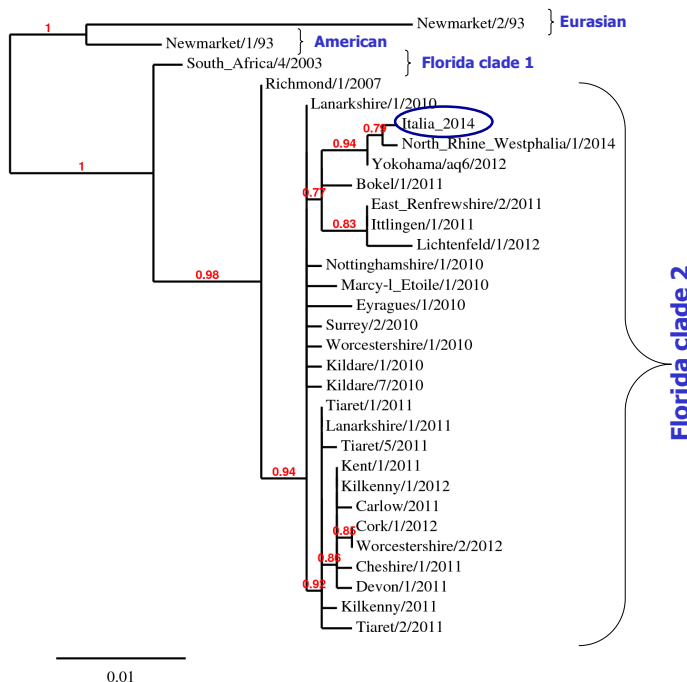 Newmarket/2/93
Eurasian
1
Newmarket/1/93
American
South_Africa/4/2003
Florida clade 1
Richmond/1/2007
Lanarkshire/1/2010
Italia_2014
0.79
North_Rhine_Westphalia/1/2014
0.94
Yokohama/aq6/2012
1
Bokel/1/2011
0.77
East_Renfrewshire/2/2011
0.83
Ittlingen/1/2011
Lichtenfeld/1/2012
Nottinghamshire/1/2010
0.98
Marcy-l_Etoile/1/2010
Eyragues/1/2010
Surrey/2/2010
Worcestershire/1/2010
Kildare/1/2010
Kildare/7/2010
Florida clade 2
Tiaret/1/2011
Lanarkshire/1/2011
Tiaret/5/2011
Kent/1/2011
0.94
Kilkenny/1/2012
Carlow/2011
Cork/1/2012
0.85
Worcestershire/2/2012
0.86
Cheshire/1/2011
0.92
Devon/1/2011
Kilkenny/2011
Tiaret/2/2011
0.01